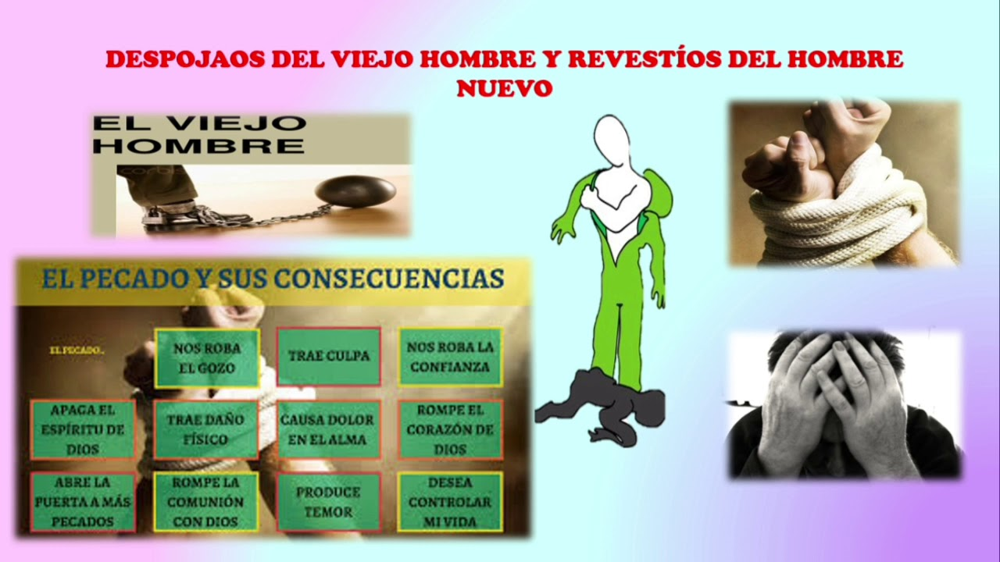 DESPOJAOS DEL VIEJO HOMBRE Y REVESTÍOS DEL HOMBRE
NUEVO
EL VIEJO
HOMBRE
EL PECADO Y SUS CONSECUENCIAS
EL PECADO..
NOS ROBA
EL GOZO
TRAE CULPA
NOS ROBA LA
CONFIANZA
APAGA EL
ESPÍRITU DE
DIOS
TRAE DAÑO
FÍSICO
CAUSA DOLOR
EN EL ALMA
ROMPE EL
CORAZÓN DE
DIOS
ABRE LA
PUERTA A MÁS
PECADOS
ROMPE LA
COMUNIÓN
CON DIOS
PRODUCE
TEMOR
DESEA
CONTROLAR
MI VIDA